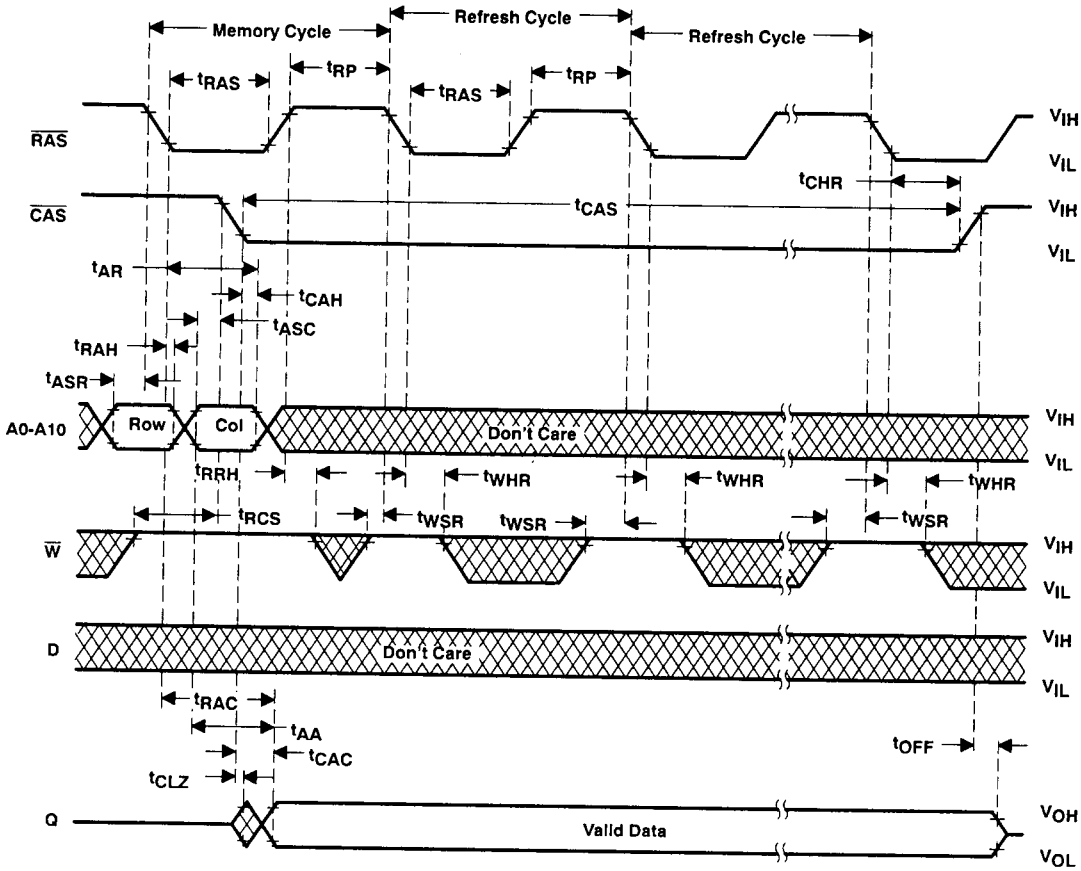 Memory Cycle
Refresh Cycle
Refresh Cycle
tRAS
tRP
tRAS
tRP
RAS
VIH
VIL
tCHR
CAS
tCAS
VIH
VIL
tAR
tCAH
tASC
tRAH
tASR
A0-A10
Row
Col
Don't Care
VIH
VIL
tRRH
tWHR
tWHR
tWHR
tRCS
tWSR
tWSR
tWSR
W
VIH
VIL
D
Don't Care
VIH
VIL
tRAC
tAA
tCAC
tOFF
tCLZ
Q
Valid Data
VOH
VOL